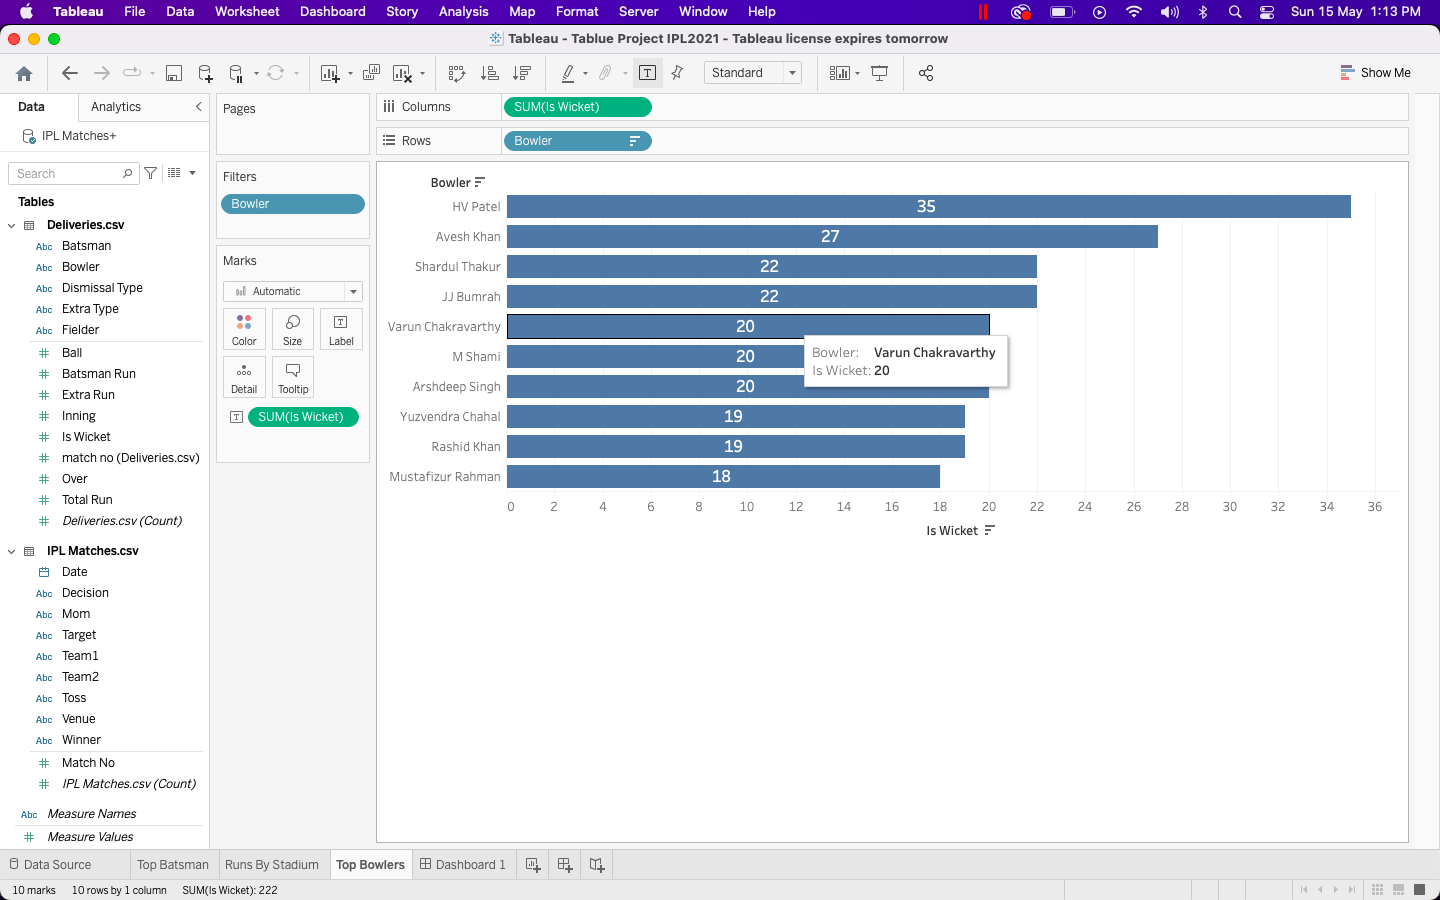 Tableau File Data Worksheet Dashboard Story Analysis Map Format Server Window Help Sun 15 May 1:13 PM
Tableau - Tablue Project IPL2021 - Tableau license expires tomorrow
Standard Show Me
Data Analytics
IPL Matches+
Search
Tables
Deliveries.csv
Abc Batsman
Abc Bowler
Abc Dismissal Type
Abc Extra Type
Abc Fielder
Ball
Batsman Run
Extra Run
Inning
Is Wicket
match no (Deliveries.csv)
Over
Total Run
Deliveries.csv (Count)
IPL Matches.csv
Date
Abc Decision
Abc Mom
Abc Target
Abc Team1
Abc Team2
Abc Toss
Abc Venue
Abc Winner
Match No
IPL Matches.csv (Count)
Abc Measure Names
Measure Values
Pages
Filters
Bowler
Marks
Automatic
Color Size Label
Detail Tooltip
SUM(Is Wicket)
Columns SUM(Is Wicket)
Rows Bowler
Bowler
HV Patel 35
Avesh Khan 27
Shardul Thakur 22
JJ Bumrah 22
Varun Chakravarthy 20
M Shami 20
Arshdeep Singh 20
Yuzvendra Chahal 19
Rashid Khan 19
Mustafizur Rahman 18
Bowler: Varun Chakravarthy
Is Wicket: 20
0 2 4 6 8 10 12 14 16 18 20 22 24 26 28 30 32 34 36
Is Wicket
Data Source Top Batsman Runs By Stadium Top Bowlers Dashboard 1
10 marks 10 rows by 1 column SUM(Is Wicket): 222